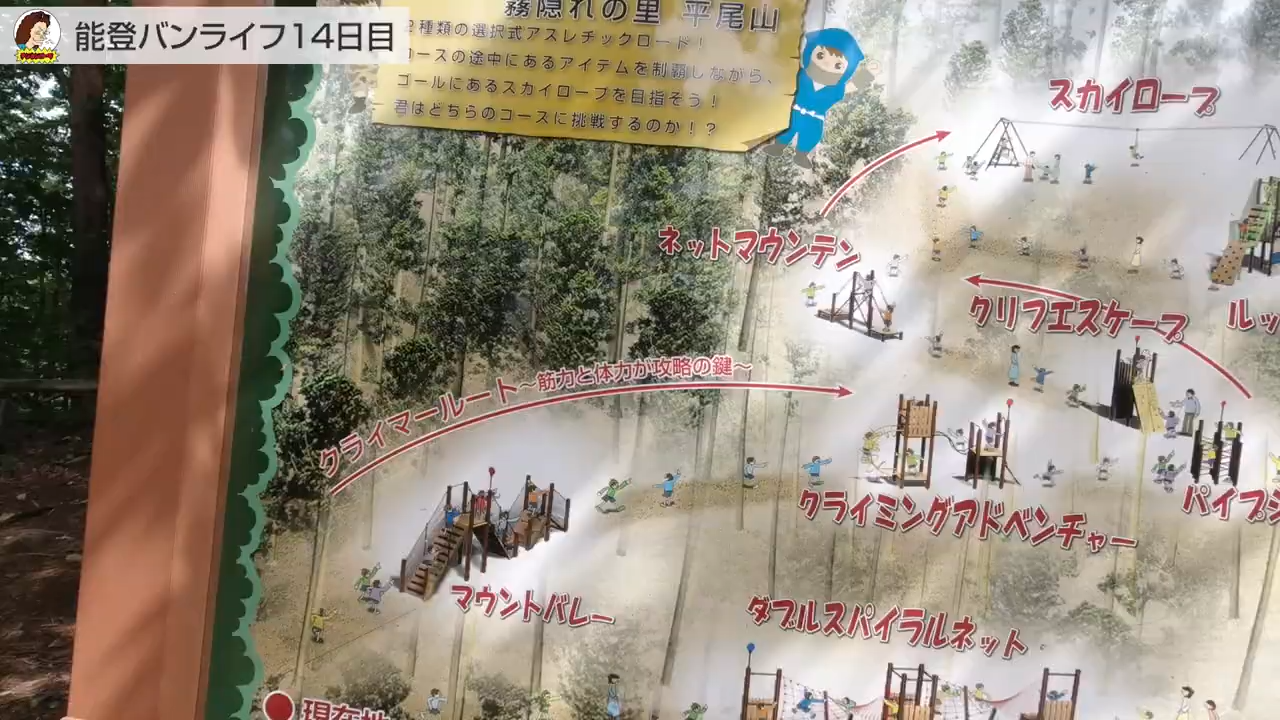 能登バンライフ14日目
霧隠れの里 平尾山
2種類の選択式アスレチックロード！
コースの途中にあるアイテムを制覇しながら、
ゴールにあるスカイロープを目指そう！
君はどちらのコースに挑戦するのか！？
スカイロープ
ネットマウンテン
クリフエスケープ
ルッ
クライマールート～筋力と体力が攻略の鍵～
クライミングアドベンチャー
パイプジ
マウントバレー
ダブルスパイラルネット
現在地